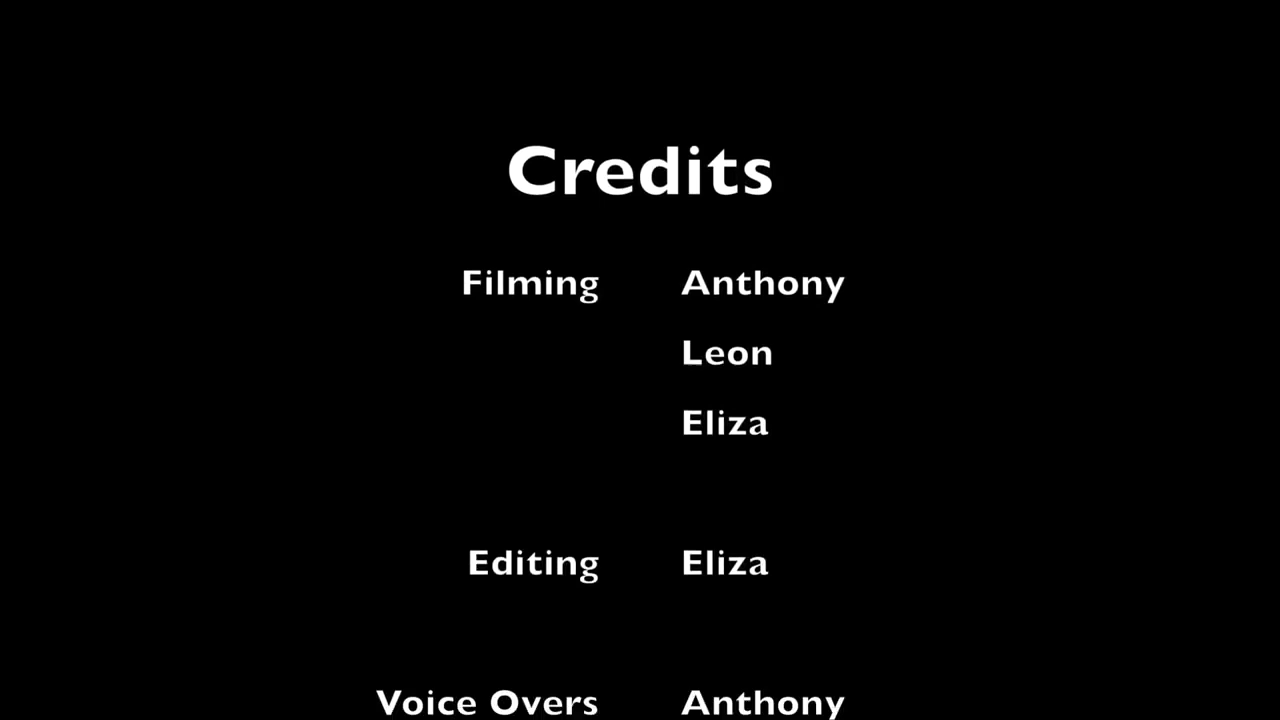 Credits
Filming Anthony
Leon
Eliza
Editing Eliza
Voice Overs Anthony